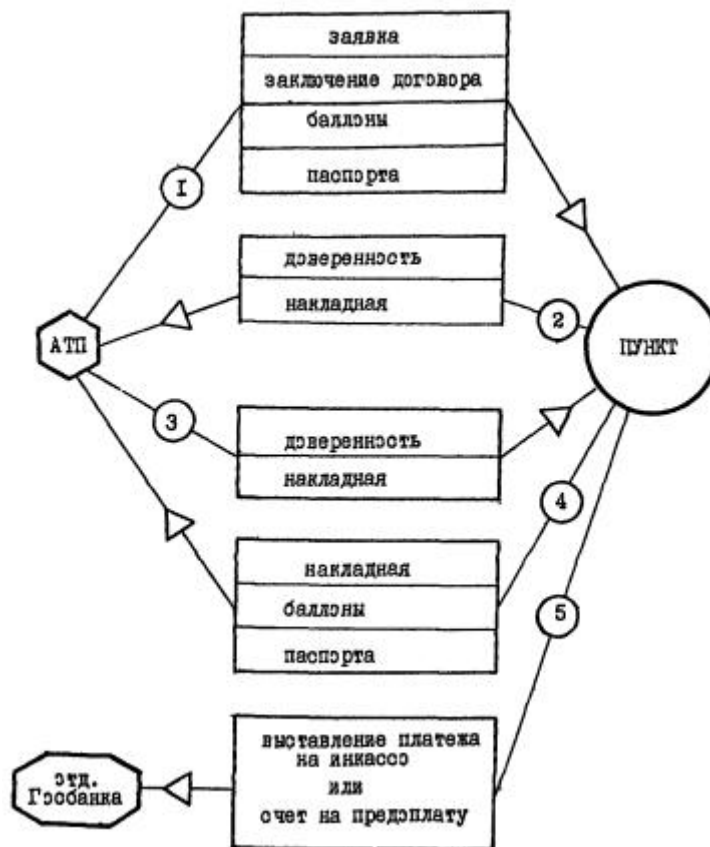 заявка
заключение договора
баллоны
паспорта
1
доверенность
накладная
2
АТП
ПУНКТ
3
доверенность
накладная
4
накладная
баллоны
паспорта
5
выставление платежа
на инкассо
или
счет на предоплату
отд.
Госбанка